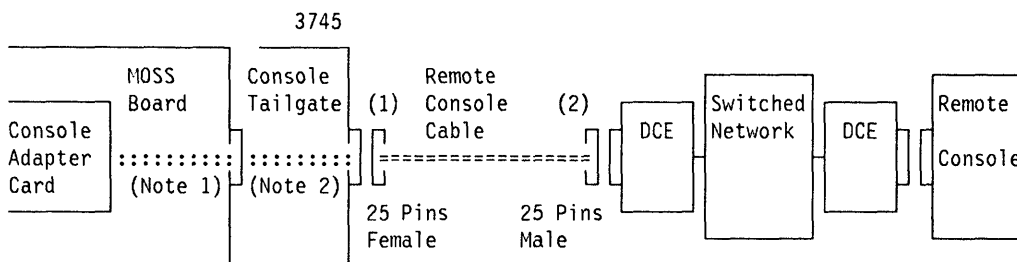 3745
MOSS Board
Console Tailgate
(1)
Remote Console Cable
(2)
Console Adapter Card
(Note 1)
(Note 2)
25 Pins Female
25 Pins Male
DCE
Switched Network
DCE
Remote Console